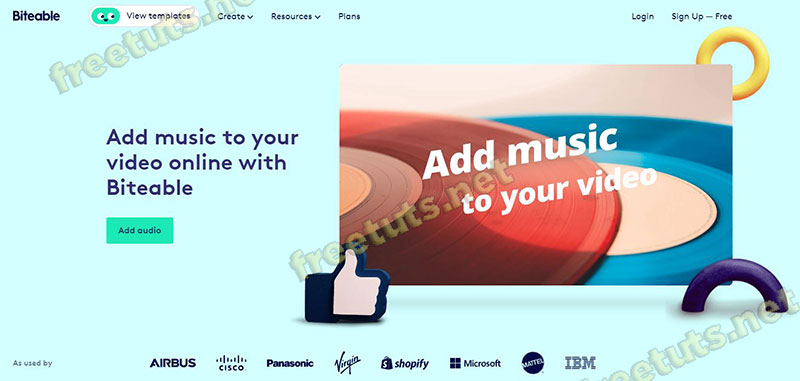 Biteable
View templates
Create
Resources
Plans
Login
Sign Up — Free
Add music to your
video online with
Biteable
Add audio
Add music
to your video
As used by
AIRBUS
CISCO
Panasonic
Virgin
shopify
Microsoft
MATTEL
IBM
freetuts.net
freetuts.net
freetuts.net